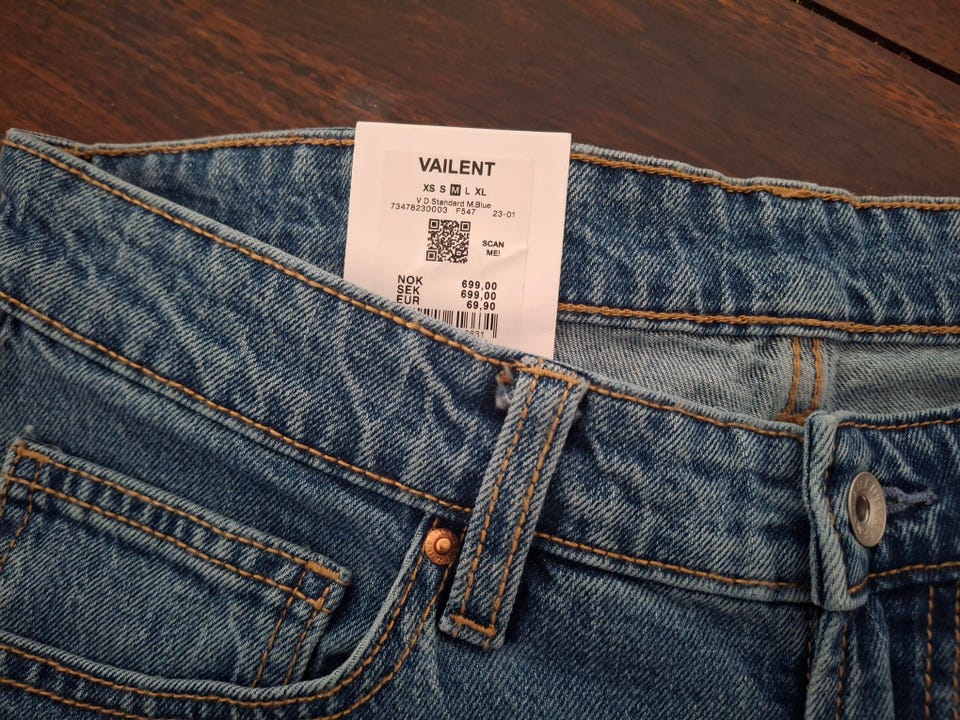 VAILENT
XS S M L XL
V D Standard M.Blue
73478230003 F547 23-01
SCAN
ME!
NOK 699,00
SEK 699,00
EUR 69,90